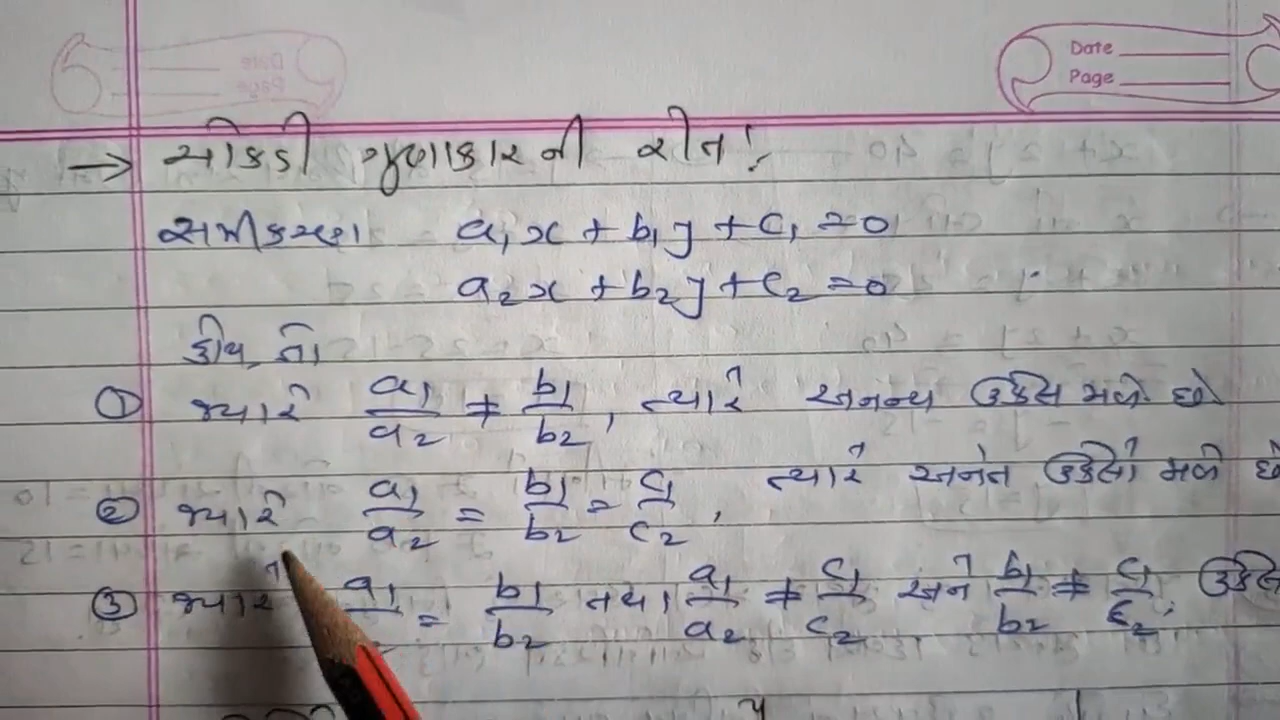 Date
Page
→ ચોકડી ગુણાકારની રીત :
સમીકરણ a₁x + b₁y + c₁ = 0
a₂x + b₂y + c₂ = 0
હોય તો
① જ્યારે a₁/a₂ ≠ b₁/b₂, ત્યારે અનન્ય ઉકેલ મળે છે
② જ્યારે a₁/a₂ = b₁/b₂ = c₁/c₂, ત્યારે અનંત ઉકેલો મળે છે
③ જ્યારે a₁/ = b₁/b₂ તથા a₁/a₂ ≠ c₁/c₂ અને b₁/b₂ ≠ c₁/c₂, ઉકેલ